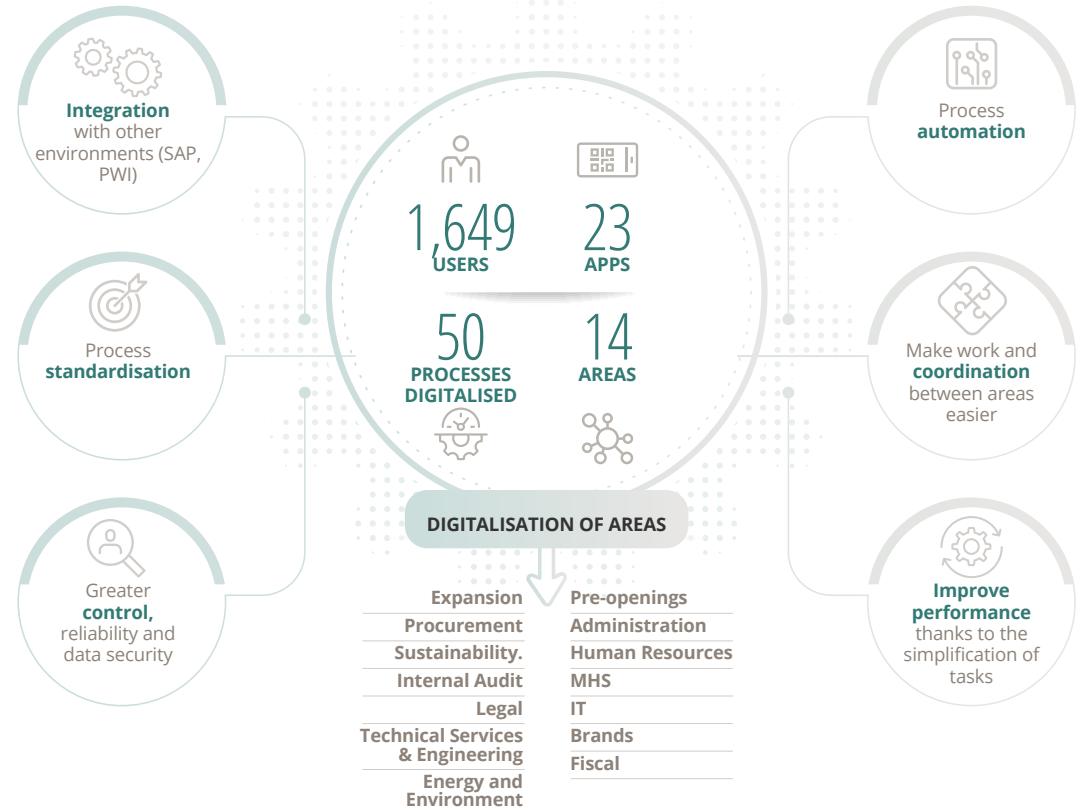 Integration
with other
environments (SAP,
PWI)
Process
standardisation
Greater
control,
reliability and
data security
1,649
USERS
23
APPS
50
PROCESSES
DIGITALISED
14
AREAS
DIGITALISATION OF AREAS
Expansion
Procurement
Sustainability.
Internal Audit
Legal
Technical Services
& Engineering
Energy and
Environment
Pre-openings
Administration
Human Resources
MHS
IT
Brands
Fiscal
Process
automation
Make work and
coordination
between areas
easier
Improve
performance
thanks to the
simplification of
tasks